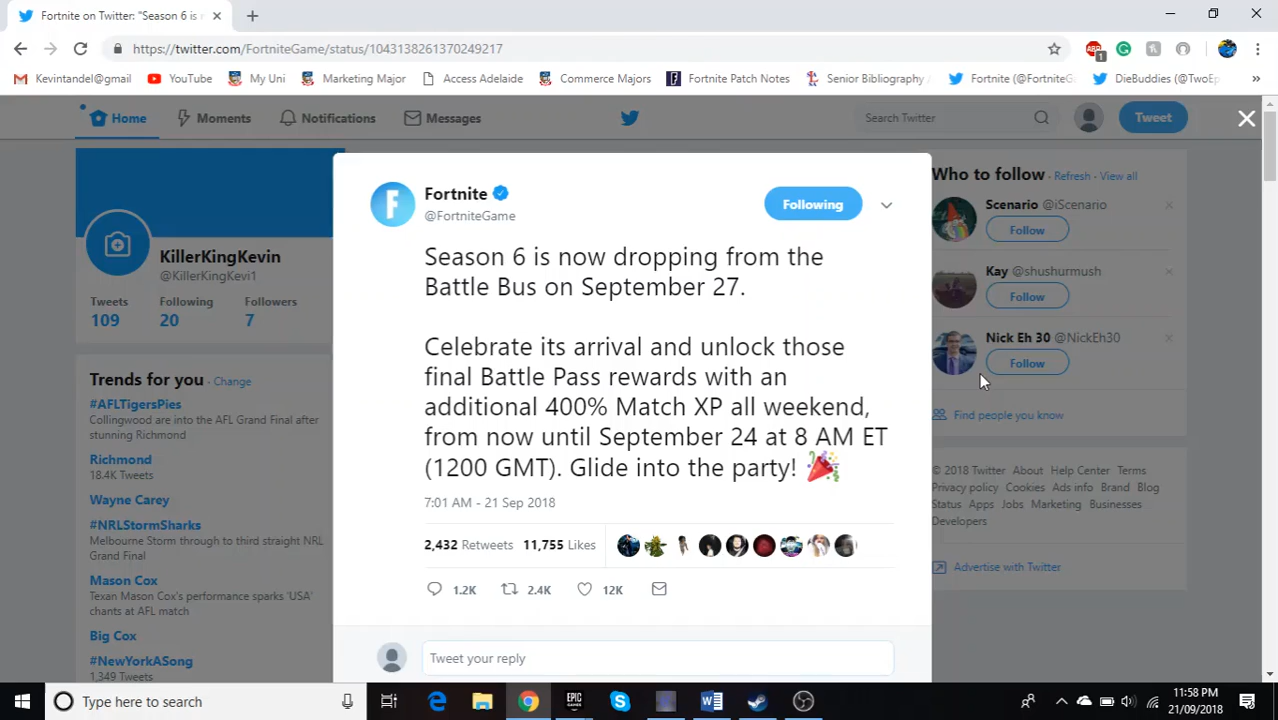 Fortnite on Twitter: "Season 6 is n
https://twitter.com/FortniteGame/status/1043138261370249217
Kevintandel@gmail
YouTube
My Uni
Marketing Major
Access Adelaide
Commerce Majors
Fortnite Patch Notes
Senior Bibliography
Fortnite (@FortniteG
DieBuddies (@TwoEp
»
Home
Moments
Notifications
Messages
Search Twitter
Tweet
KillerKingKevin
@KillerKingKevi1
Tweets Following Followers
109 20 7
Trends for you · Change
#AFLTigersPies
Collingwood are into the AFL Grand Final after
stunning Richmond
Richmond
18.4K Tweets
Wayne Carey
#NRLStormSharks
Melbourne Storm through to third straight NRL
Grand Final
Mason Cox
Texan Mason Cox's performance sparks 'USA'
chants at AFL match
Big Cox
#NewYorkASong
1,349 Tweets
Fortnite
@FortniteGame
Following
Season 6 is now dropping from the
Battle Bus on September 27.
Celebrate its arrival and unlock those
final Battle Pass rewards with an
additional 400% Match XP all weekend,
from now until September 24 at 8 AM ET
(1200 GMT). Glide into the party!
7:01 AM - 21 Sep 2018
2,432 Retweets 11,755 Likes
1.2K 2.4K 12K
Tweet your reply
Who to follow · Refresh · View all
Scenario @iScenario
Follow
Kay @shushurmush
Follow
Nick Eh 30 @NickEh30
Follow
Find people you know
© 2018 Twitter About Help Center Terms
Privacy policy Cookies Ads info Brand Blog
Status Apps Jobs Marketing Businesses
Developers
Advertise with Twitter
Type here to search
11:58 PM
21/09/2018